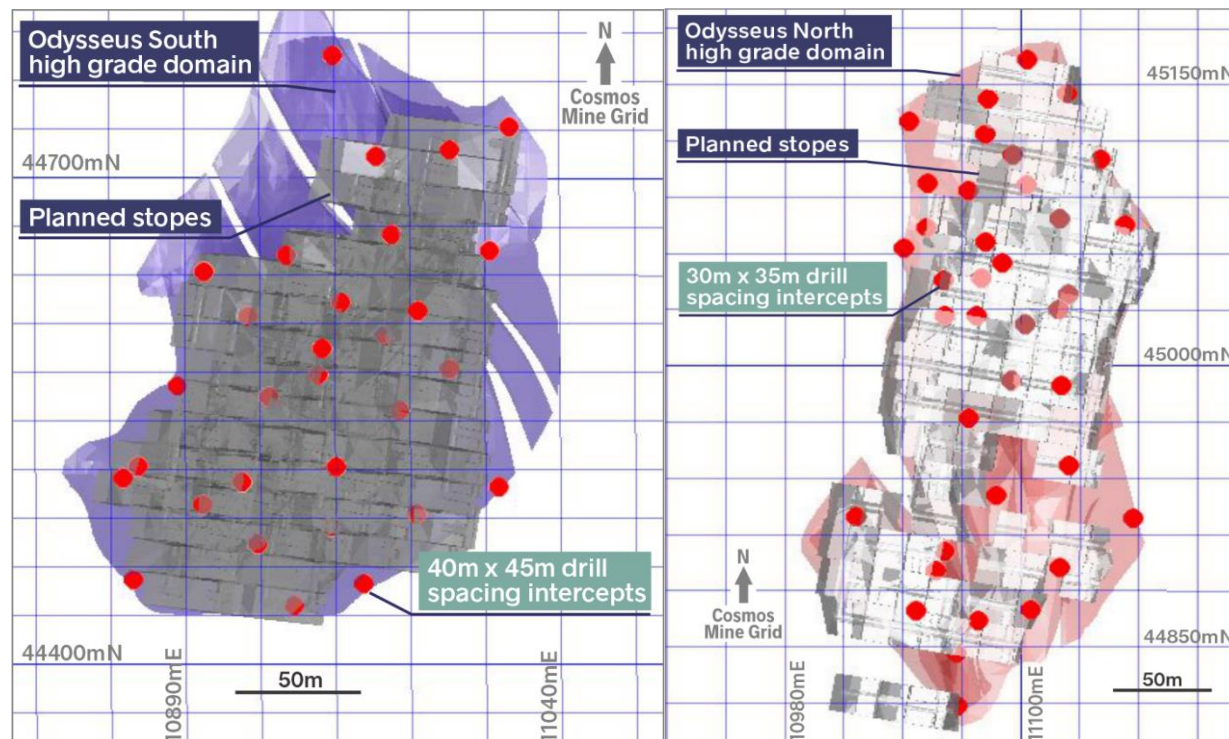 Odysseus South
high grade domain
N
Cosmos
Mine Grid
44700mN
Planned stopes
40m x 45m drill
spacing intercepts
44400mN
10890mE
11040mE
50m
Odysseus North
high grade domain
45150mN
Planned stopes
30m x 35m drill
spacing intercepts
45000mN
N
Cosmos
Mine Grid
44850mN
10980mE
11100mE
50m